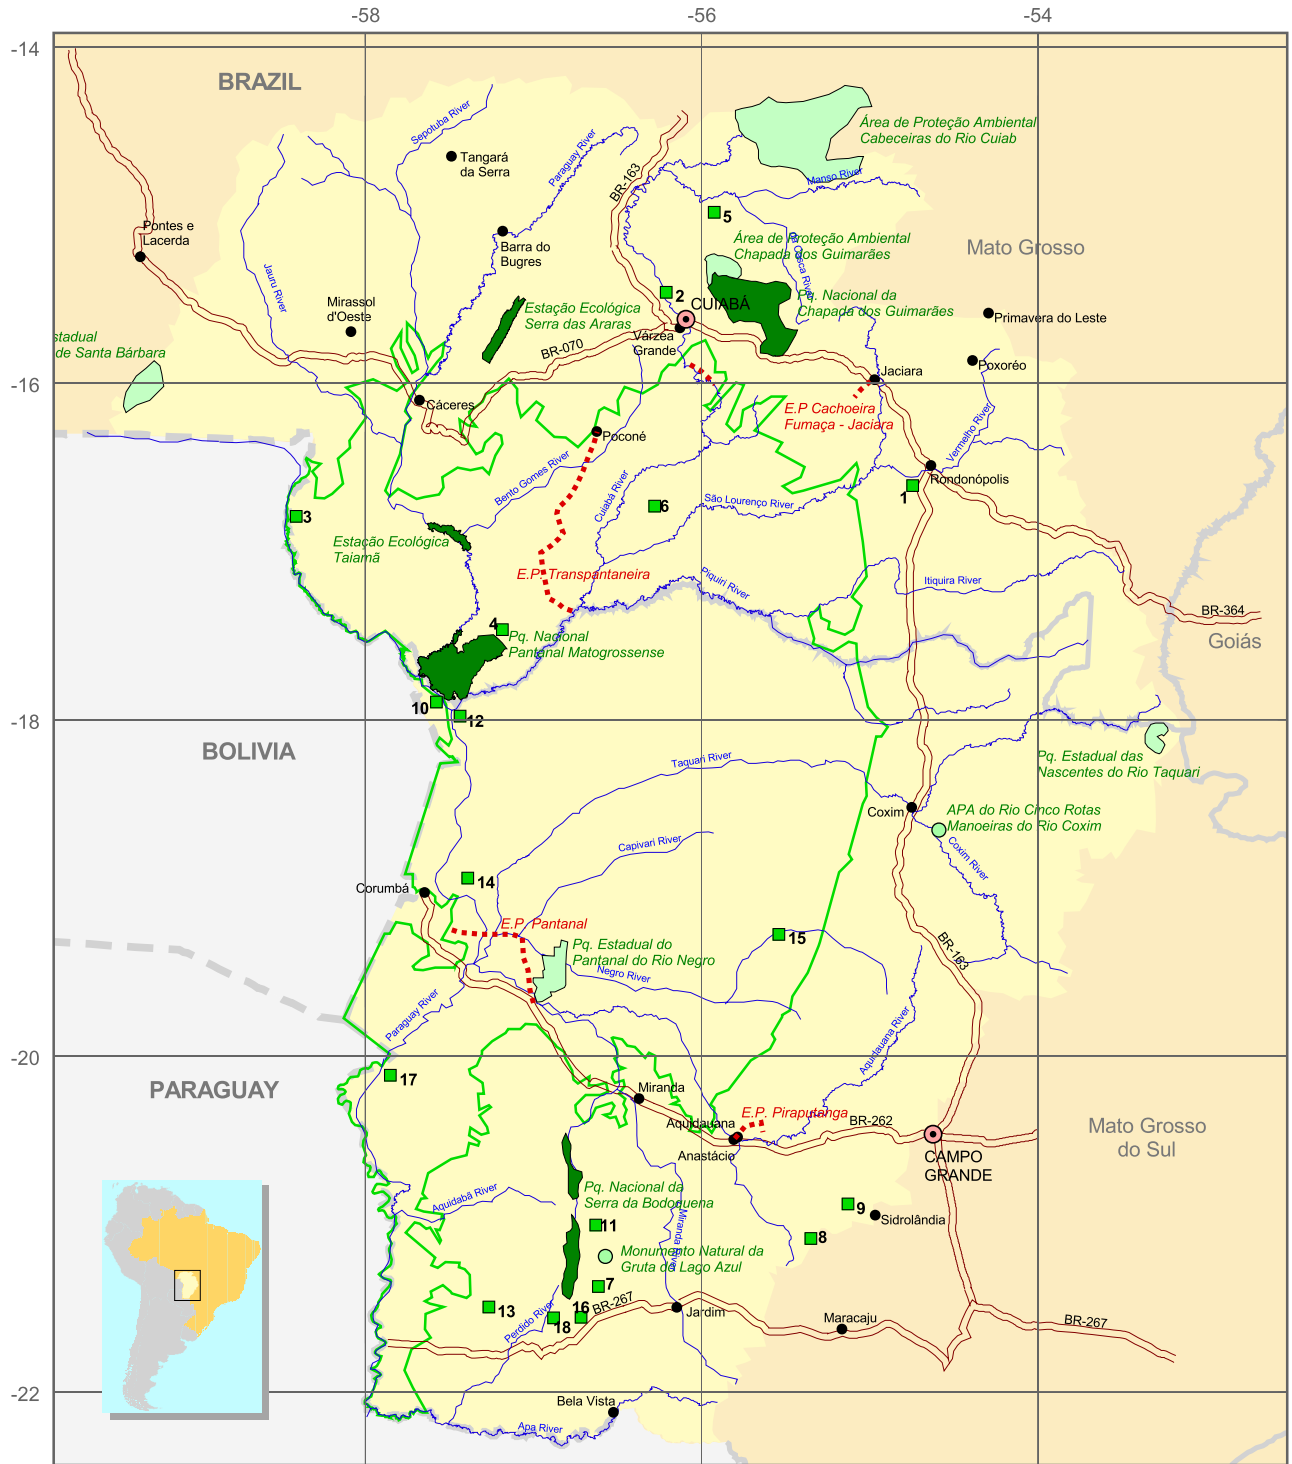 -58
-56
-54
-14
BRAZIL
Sepotuba River
Área de Proteção Ambiental
Cabeceiras do Rio Cuiab
Tangará
da Serra
Paraguay River
BR-163
Manso River
5
Pontes e
Lacerda
Barra do
Bugres
Área de Proteção Ambiental
Chapada dos Guimarães
Mato Grosso
Jauru River
da Casca River
2
CUIABÁ
Pq. Nacional da
Chapada dos Guimarães
Mirassol
d'Oeste
Estação Ecológica
Serra das Araras
Primavera do Leste
Várzea
Grande
BR-070
stadual
de Santa Bárbara
Poxoréo
Jaciara
-16
Cáceres
E.P Cachoeira
Fumaça - Jaciara
Poconé
Vermelho River
Bento Gomes River
Rondonópolis
Cuiabá River
São Lourenço River
1
6
3
Estação Ecológica
Taiamã
E.P. Transpantaneira
Piquiri River
Itiquira River
BR-364
4
Pq. Nacional
Pantanal Matogrossense
Goiás
10
12
-18
BOLIVIA
Taquari River
Pq. Estadual das
Nascentes do Rio Taquari
Coxim
APA do Rio Cinco Rotas
Manoeiras do Rio Coxim
Capivari River
Coxim River
14
Corumbá
E.P. Pantanal
15
BR-163
Pq. Estadual do
Pantanal do Rio Negro
Negro River
Paraguay River
Aquidauana River
-20
17
PARAGUAY
Miranda
E.P. Piraputanga
Aquidauana
BR-262
Anastácio
Mato Grosso
do Sul
CAMPO
GRANDE
Pq. Nacional da
Serra da Bodoquena
Aquidabã River
9
Sidrolândia
11
Miranda River
8
Monumento Natural da
Gruta do Lago Azul
7
13
16
BR-267
18
Perdido River
Jardim
Maracaju
BR-267
-22
Bela Vista
Apa River